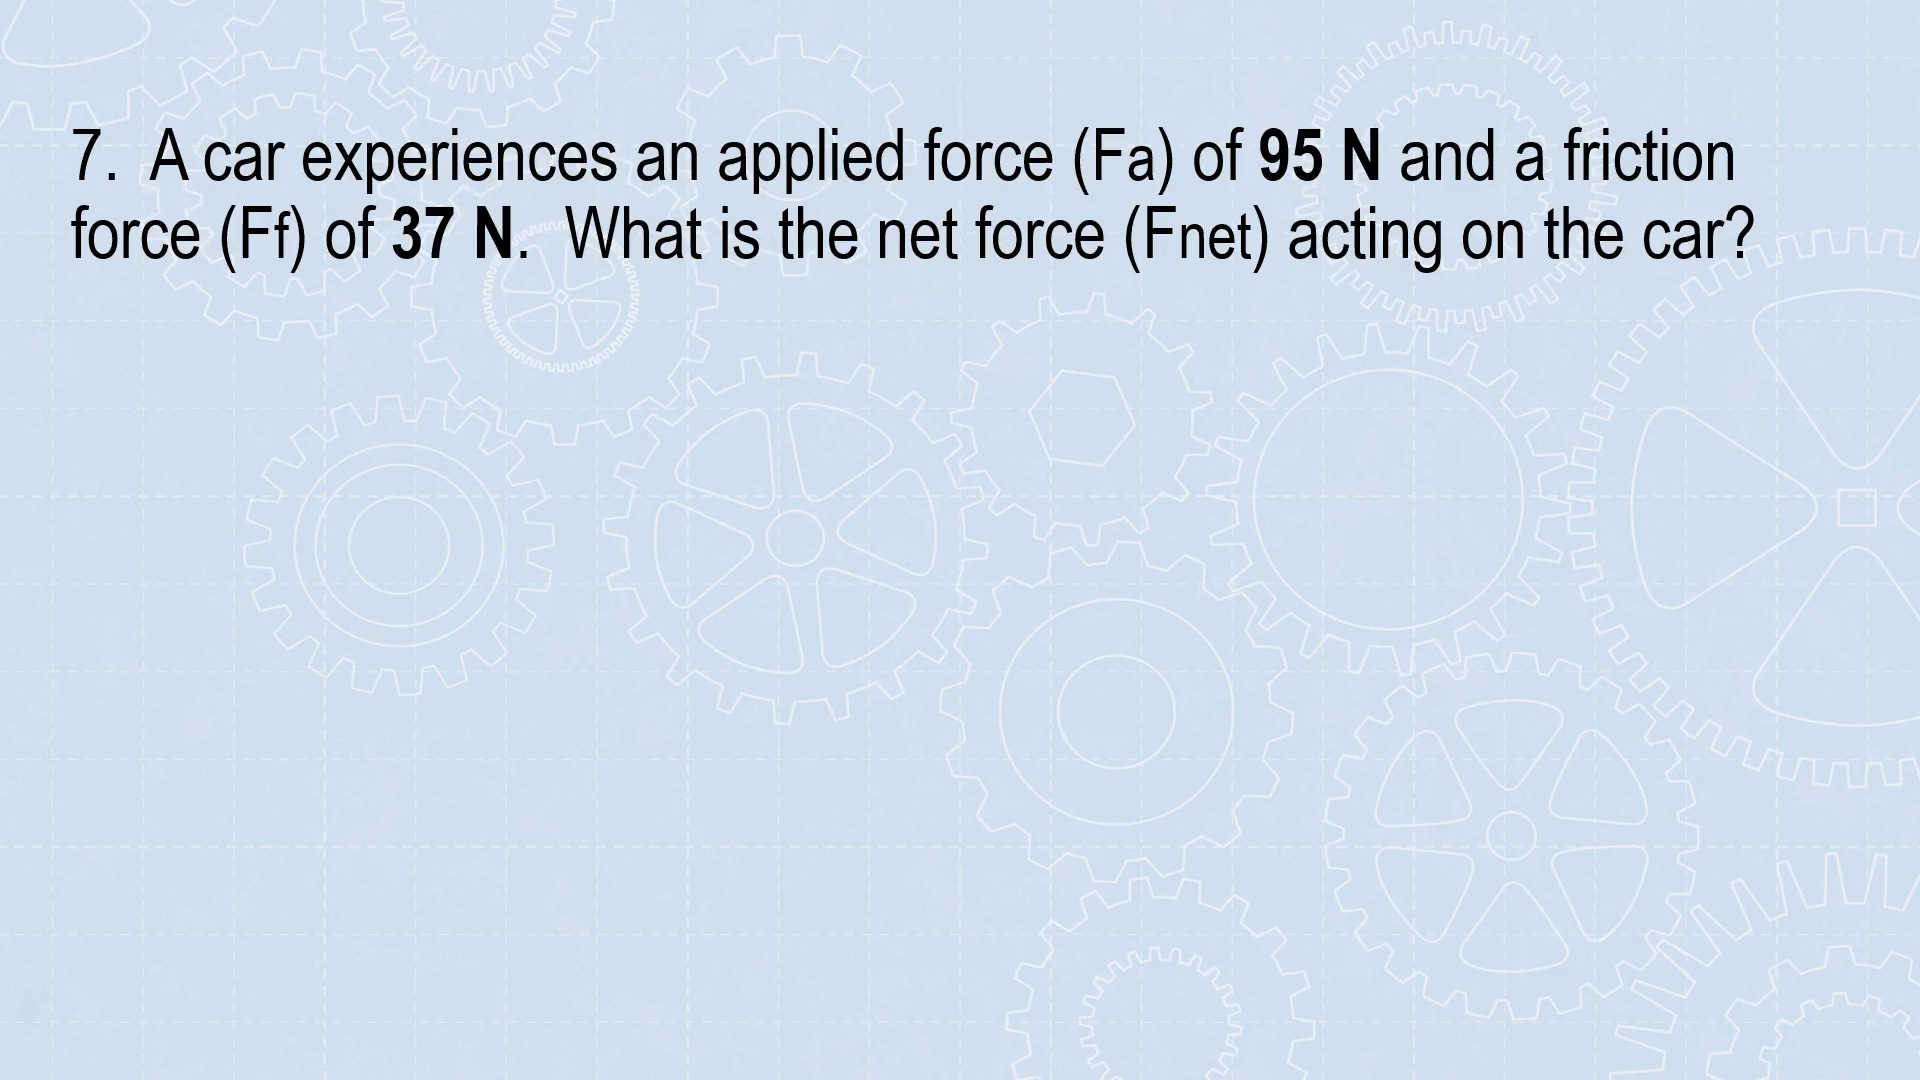 7.  A car experiences an applied force (Fa) of 95 N and a friction
force (Ff) of 37 N.  What is the net force (Fnet) acting on the car?